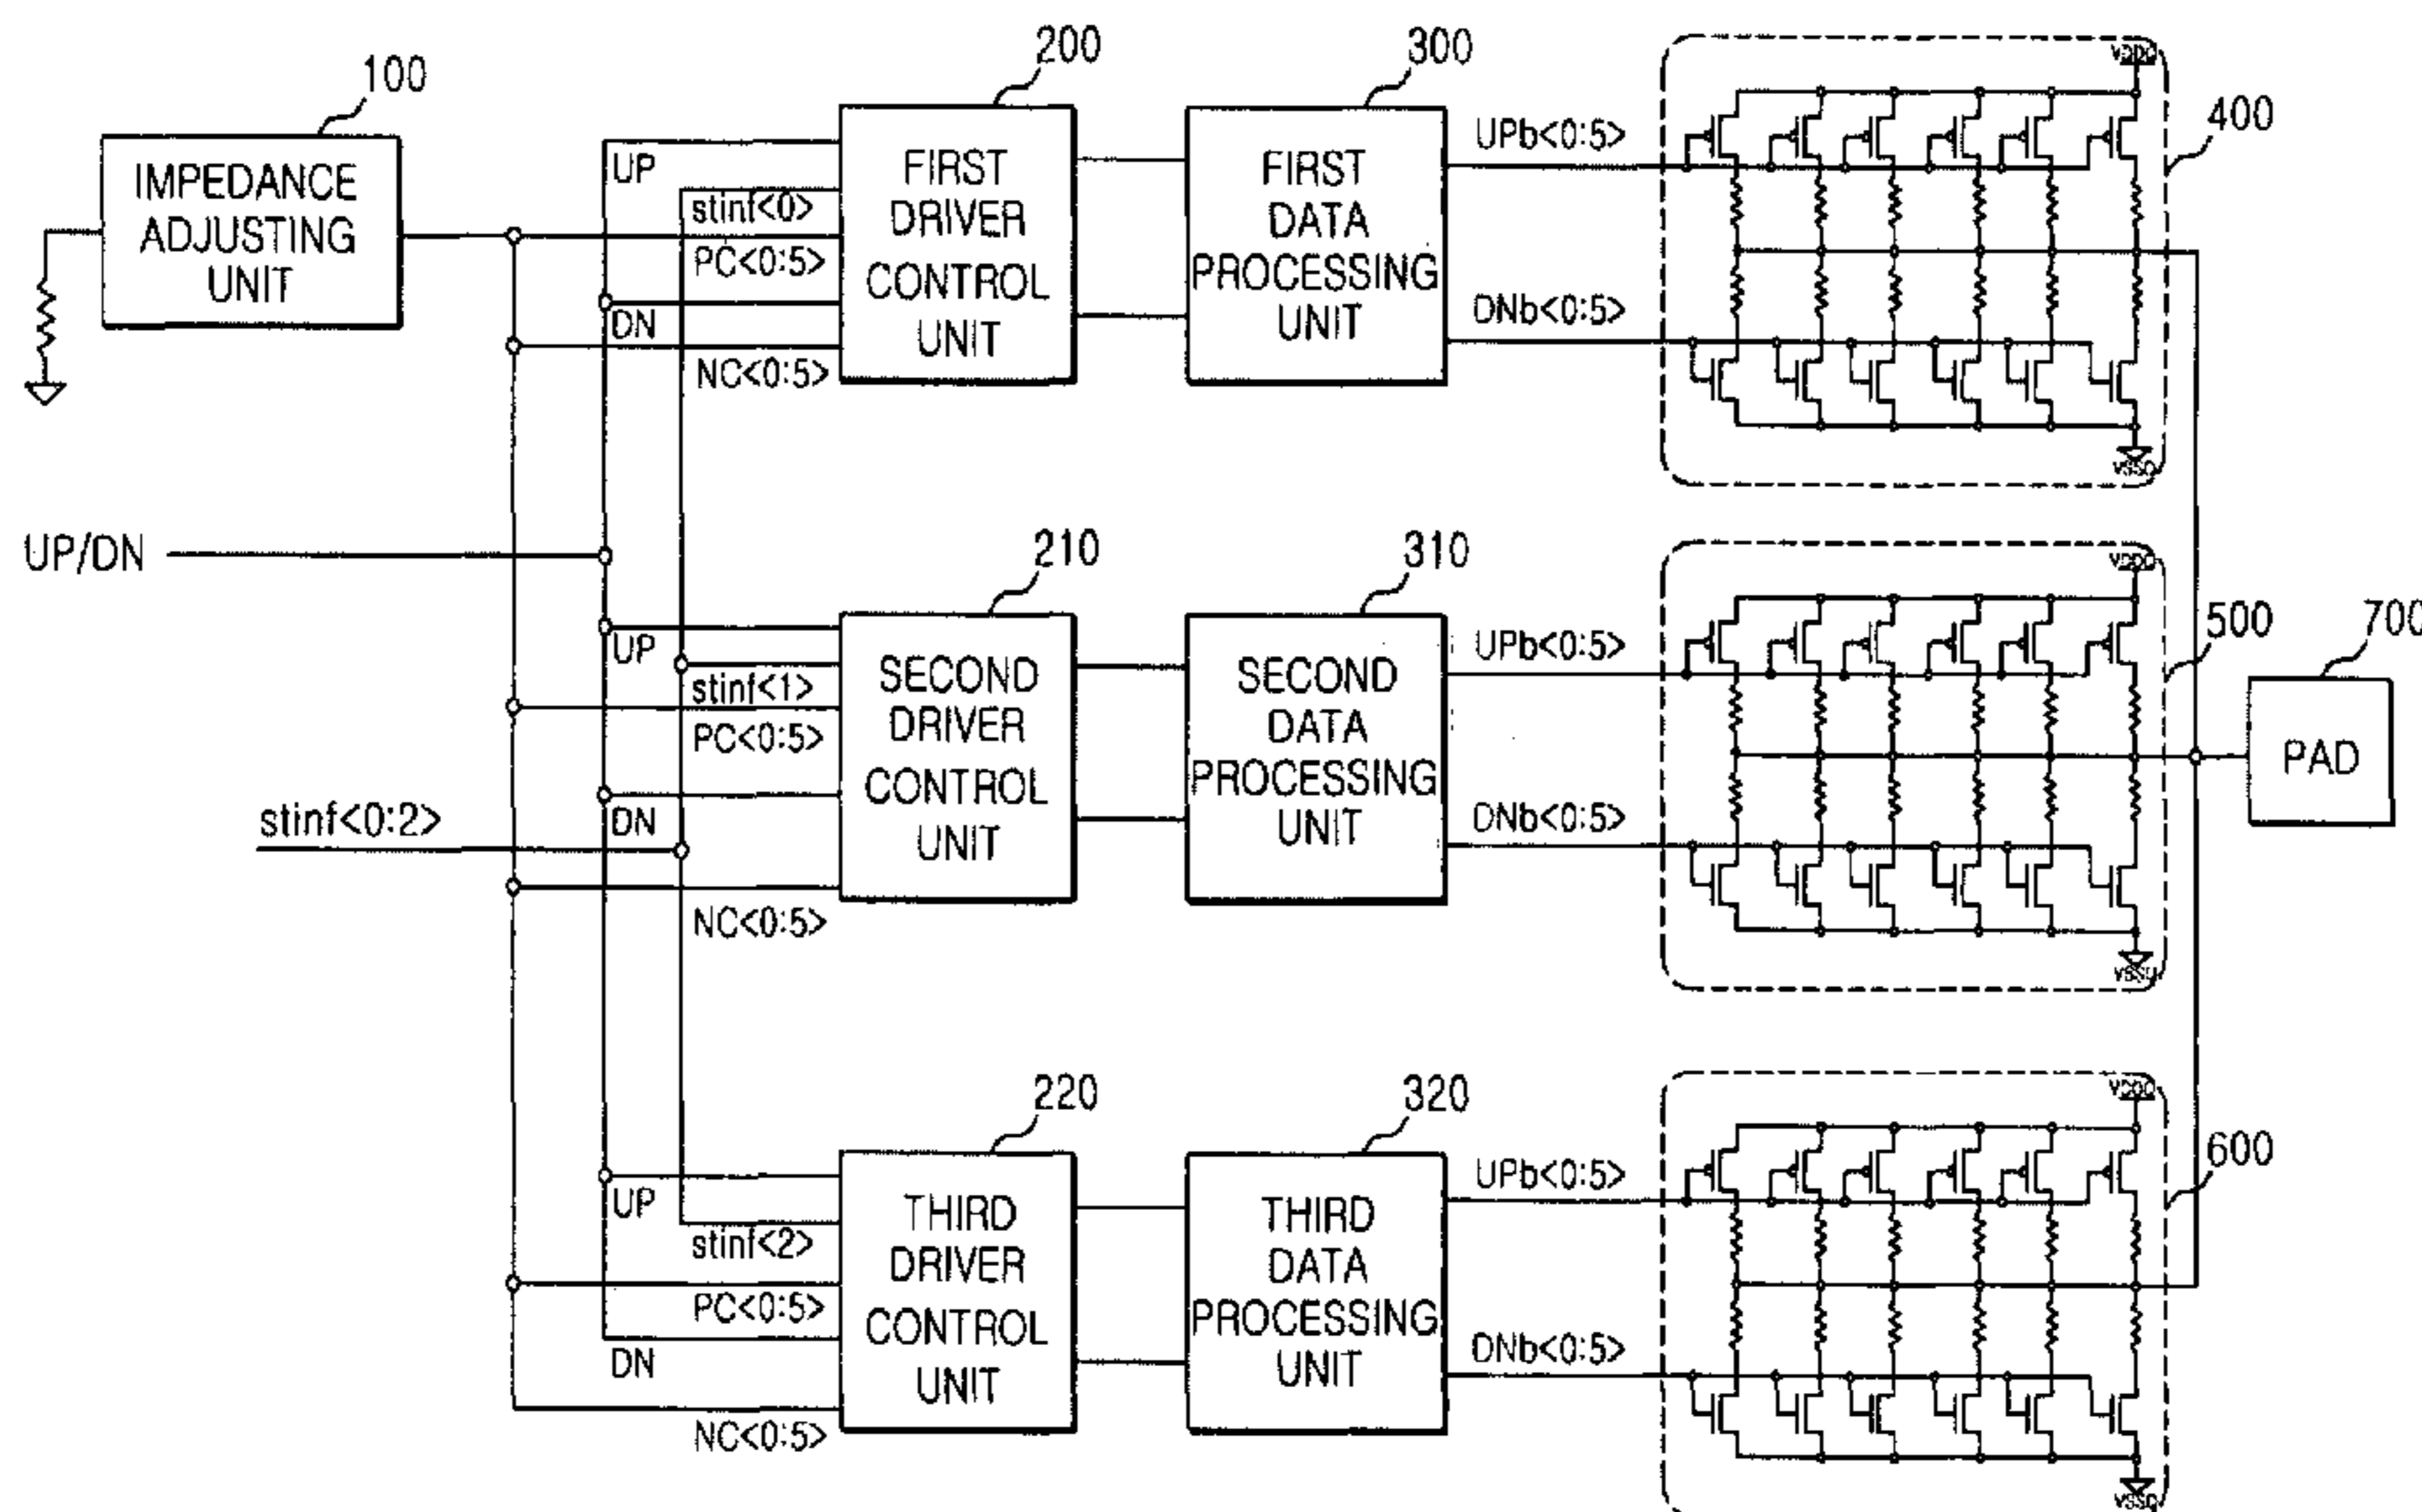 100
IMPEDANCE
ADJUSTING
UNIT
200
FIRST
DRIVER
CONTROL
UNIT
UP
stinf<0>
PC<0:5>
DN
NC<0:5>
300
FIRST
DATA
PROCESSING
UNIT
UPb<0:5>
DNb<0:5>
VDDQ
400
VSSQ
UP/DN
stinf<0:2>
210
SECOND
DRIVER
CONTROL
UNIT
UP
stinf<1>
PC<0:5>
DN
NC<0:5>
310
SECOND
DATA
PROCESSING
UNIT
UPb<0:5>
DNb<0:5>
VDDQ
500
VSSQ
700
PAD
220
THIRD
DRIVER
CONTROL
UNIT
UP
stinf<2>
PC<0:5>
DN
NC<0:5>
320
THIRD
DATA
PROCESSING
UNIT
UPb<0:5>
DNb<0:5>
VDDQ
600
VSSQ